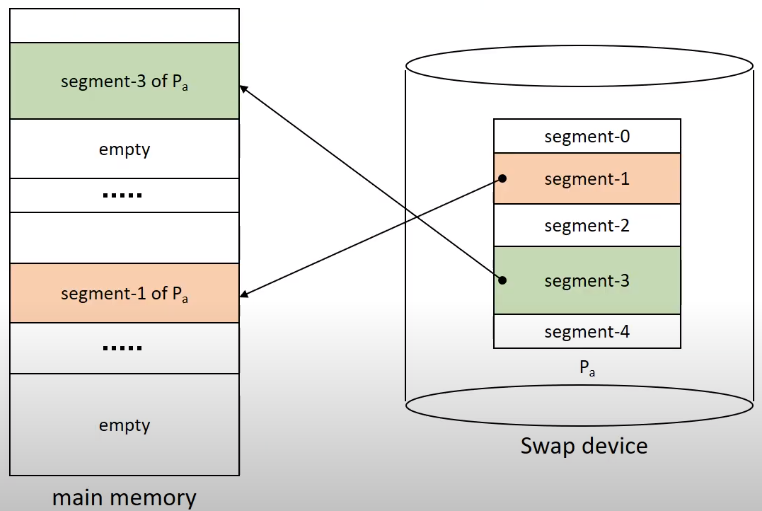 segment-3 of Pa
empty
.....
segment-1 of Pa
.....
empty
main memory
segment-0
segment-1
segment-2
segment-3
segment-4
Pa
Swap device